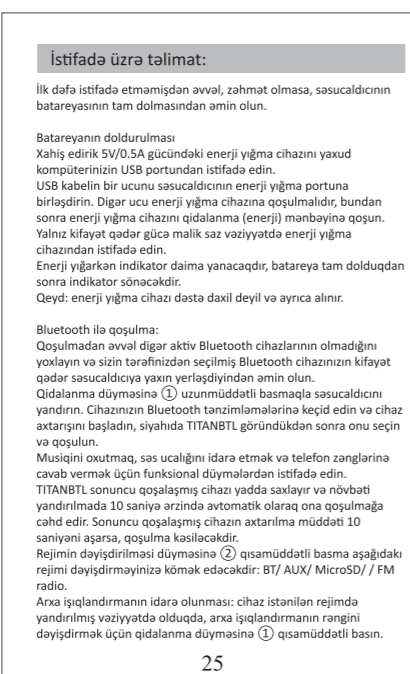 İstifadə üzrə təlimat:
İlk dəfə istifadə etməmişdən əvvəl, zəhmət olmasa, səsucaldıcının
batareyasının tam dolmasından əmin olun.
Batareyanın doldurulması
Xahiş edirik 5V/0.5A gücündəki enerji yığma cihazını yaxud
kompüterinizin USB portundan istifadə edin.
USB kabelin bir ucunu səsucaldıcının enerji yığma portuna
birləşdirin. Digər ucu enerji yığma cihazına qoşulmalıdır, bundan
sonra enerji yığma cihazını qidalanma (enerji) mənbəyinə qoşun.
Yalnız kifayət qədər gücə malik saz vəziyyətdə enerji yığma
cihazından istifadə edin.
Enerji yığarkən indikator daima yanacaqdır, batareya tam dolduqdan
sonra indikator sönəcəkdir.
Qeyd: enerji yığma cihazı dəstə daxil deyil və ayrıca alınır.
Bluetooth ilə qoşulma:
Qoşulmadan əvvəl digər aktiv Bluetooth cihazlarının olmadığını
yoxlayın və sizin tərəfinizdən seçilmiş Bluetooth cihazınızın kifayət
qədər səsucaldıcıya yaxın yerləşdiyindən əmin olun.
Qidalanma düyməsinə ① uzunmüddətli basmaqla səsucaldıcını
yandırın. Cihazınızın Bluetooth tənzimləmələrinə keçid edin və cihaz
axtarışını başladın, siyahıda TITANBTL göründükdən sonra onu seçin
və qoşulun.
Musiqini oxutmaq, səs ucalığını idarə etmək və telefon zənglərinə
cavab vermək üçün funksional düymələrdən istifadə edin.
TITANBTL sonuncu qoşalaşmış cihazı yadda saxlayır və növbəti
yandırılmada 10 saniyə ərzində avtomatik olaraq ona qoşulmağa
cəhd edir. Sonuncu qoşalaşmış cihazın axtarılma müddəti 10
saniyəni aşarsa, qoşulma kəsiləcəkdir.
Rejimin dəyişdirilməsi düyməsinə ② qısamüddətli basma aşağıdakı
rejimi dəyişdirməyinizə kömək edəcəkdir: BT/ AUX/ MicroSD/ / FM
radio.
Arxa işıqlandırmanın idarə olunması: cihaz istənilən rejimdə
yandırılmış vəziyyətdə olduqda, arxa işıqlandırmanın rəngini
dəyişdirmək üçün qidalanma düyməsinə ① qısamüddətli basın.
25